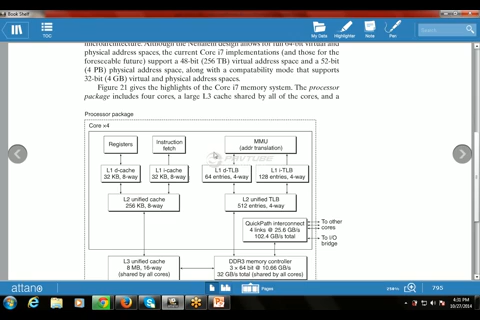 Book Shelf
TOC
My Data
Highlighter
Note
Pen
Search...
microarchitecture. Although the Nehalem design allows for full 64-bit virtual and
physical address spaces, the current Core i7 implementations (and those for the
foreseeable future) support a 48-bit (256 TB) virtual address space and a 52-bit
(4 PB) physical address space, along with a compatability mode that supports
32-bit (4 GB) virtual and physical address spaces.
Figure 21 gives the highlights of the Core i7 memory system. The processor
package includes four cores, a large L3 cache shared by all of the cores, and a
Processor package
Core ×4
Registers
Instruction
fetch
MMU
(addr translation)
PAVTUBE
L1 d-cache
32 KB, 8-way
L1 i-cache
32 KB, 8-way
L1 d-TLB
64 entries, 4-way
L1 i-TLB
128 entries, 4-way
L2 unified cache
256 KB, 8-way
L2 unified TLB
512 entries, 4-way
QuickPath interconnect
4 links @ 25.6 GB/s
102.4 GB/s total
To other
cores
To I/O
bridge
L3 unified cache
8 MB, 16-way
(shared by all cores)
DDR3 memory controller
3 × 64 bit @ 10.66 GB/s
32 GB/s total (shared by all cores)
attano
Pages
795
4:31 PM
10/27/2014